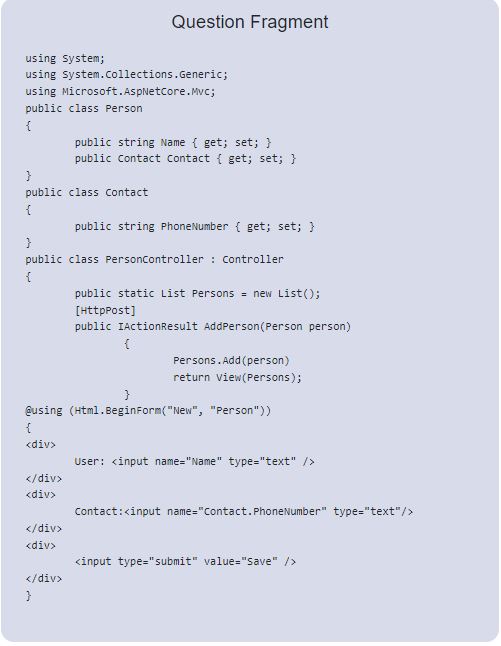 Question Fragment
using System;
using System.Collections.Generic;
using Microsoft.AspNetCore.Mvc;
public class Person
{
public string Name { get; set; }
public Contact Contact { get; set; }
}
public class Contact
{
public string PhoneNumber { get; set; }
}
public class PersonController : Controller
{
public static List Persons = new List();
[HttpPost]
public IActionResult AddPerson(Person person)
{
Persons.Add(person)
return View(Persons);
}
@using (Html.BeginForm("New", "Person"))
{
<div>
User: <input name="Name" type="text" />
</div>
<div>
Contact:<input name="Contact.PhoneNumber" type="text"/>
</div>
<div>
<input type="submit" value="Save" />
</div>
}